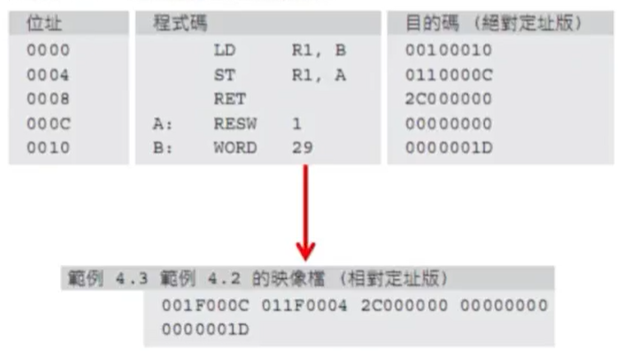 位址 程式碼 目的碼 (絕對定址版)
0000 LD R1, B 00100010
0004 ST R1, A 0110000C
0008 RET 2C000000
000C A: RESW 1 00000000
0010 B: WORD 29 0000001D
範例 4.3 範例 4.2 的映像檔 (相對定址版)
001F000C 011F0004 2C000000 00000000
0000001D